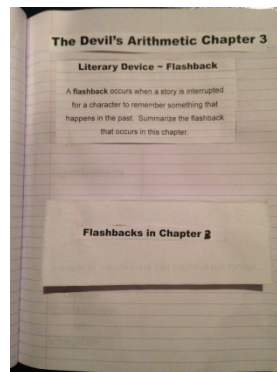 The Devil's Arithmetic Chapter 3
Literary Device ~ Flashback
A flashback occurs when a story is interrupted
for a character to remember something that
happens in the past. Summarize the flashback
that occurs in this chapter.
Flashbacks in Chapter 3